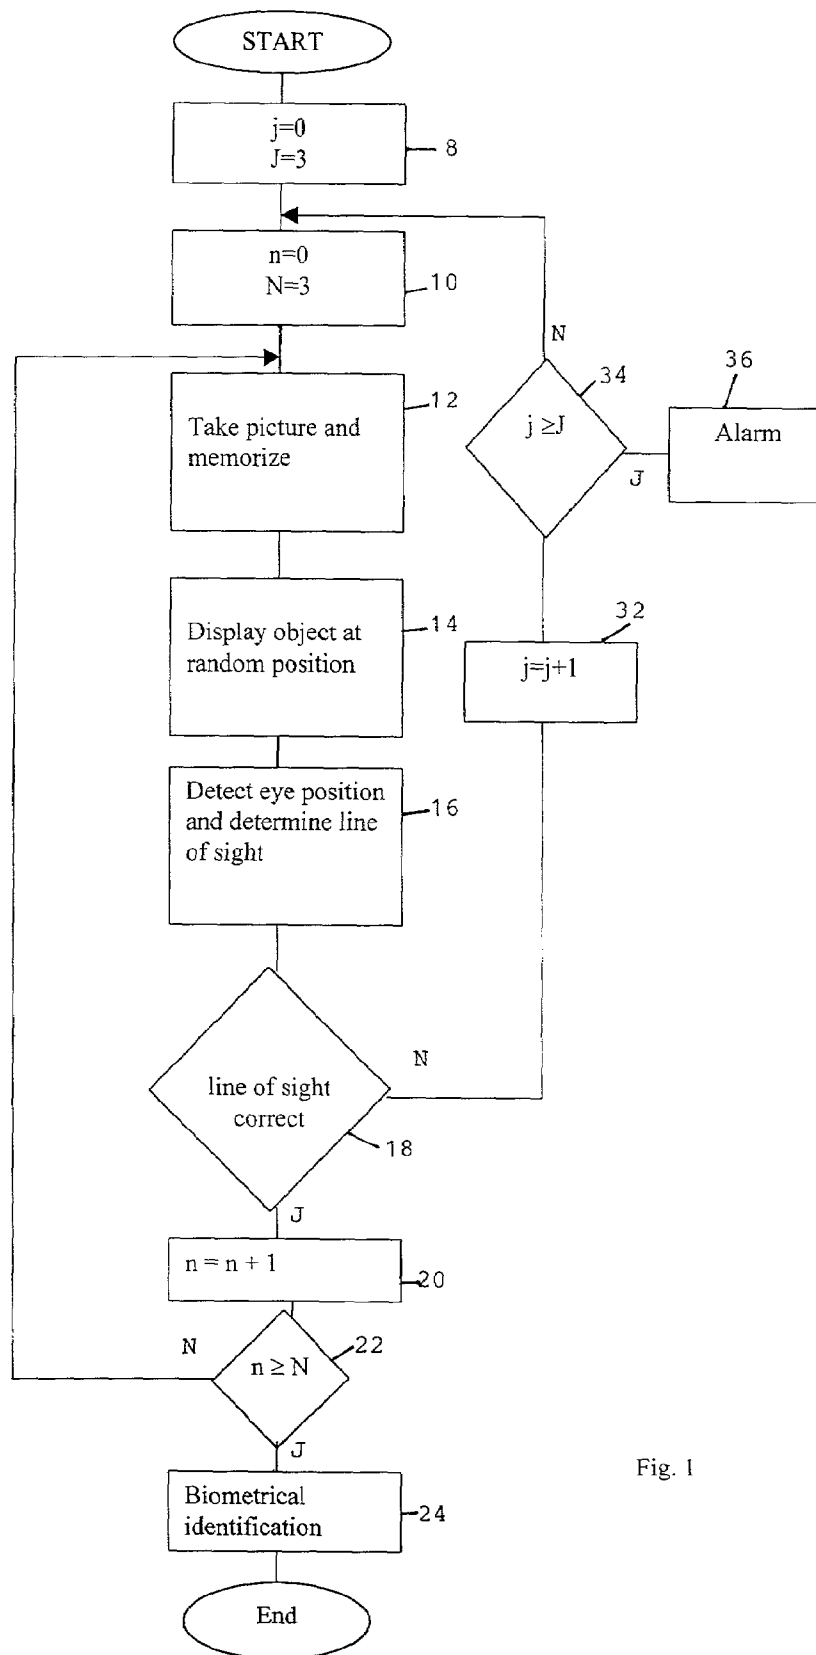 START
j=0
J=3
8
n=0
N=3
10
N
34
36
j ≥J
Alarm
J
Take picture and
memorize
12
Display object at
random position
14
32
j=j+1
Detect eye position
and determine line
of sight
16
N
line of sight
correct
18
J
n = n + 1
20
N
22
n ≥ N
J
Biometrical
identification
24
Fig. 1
End